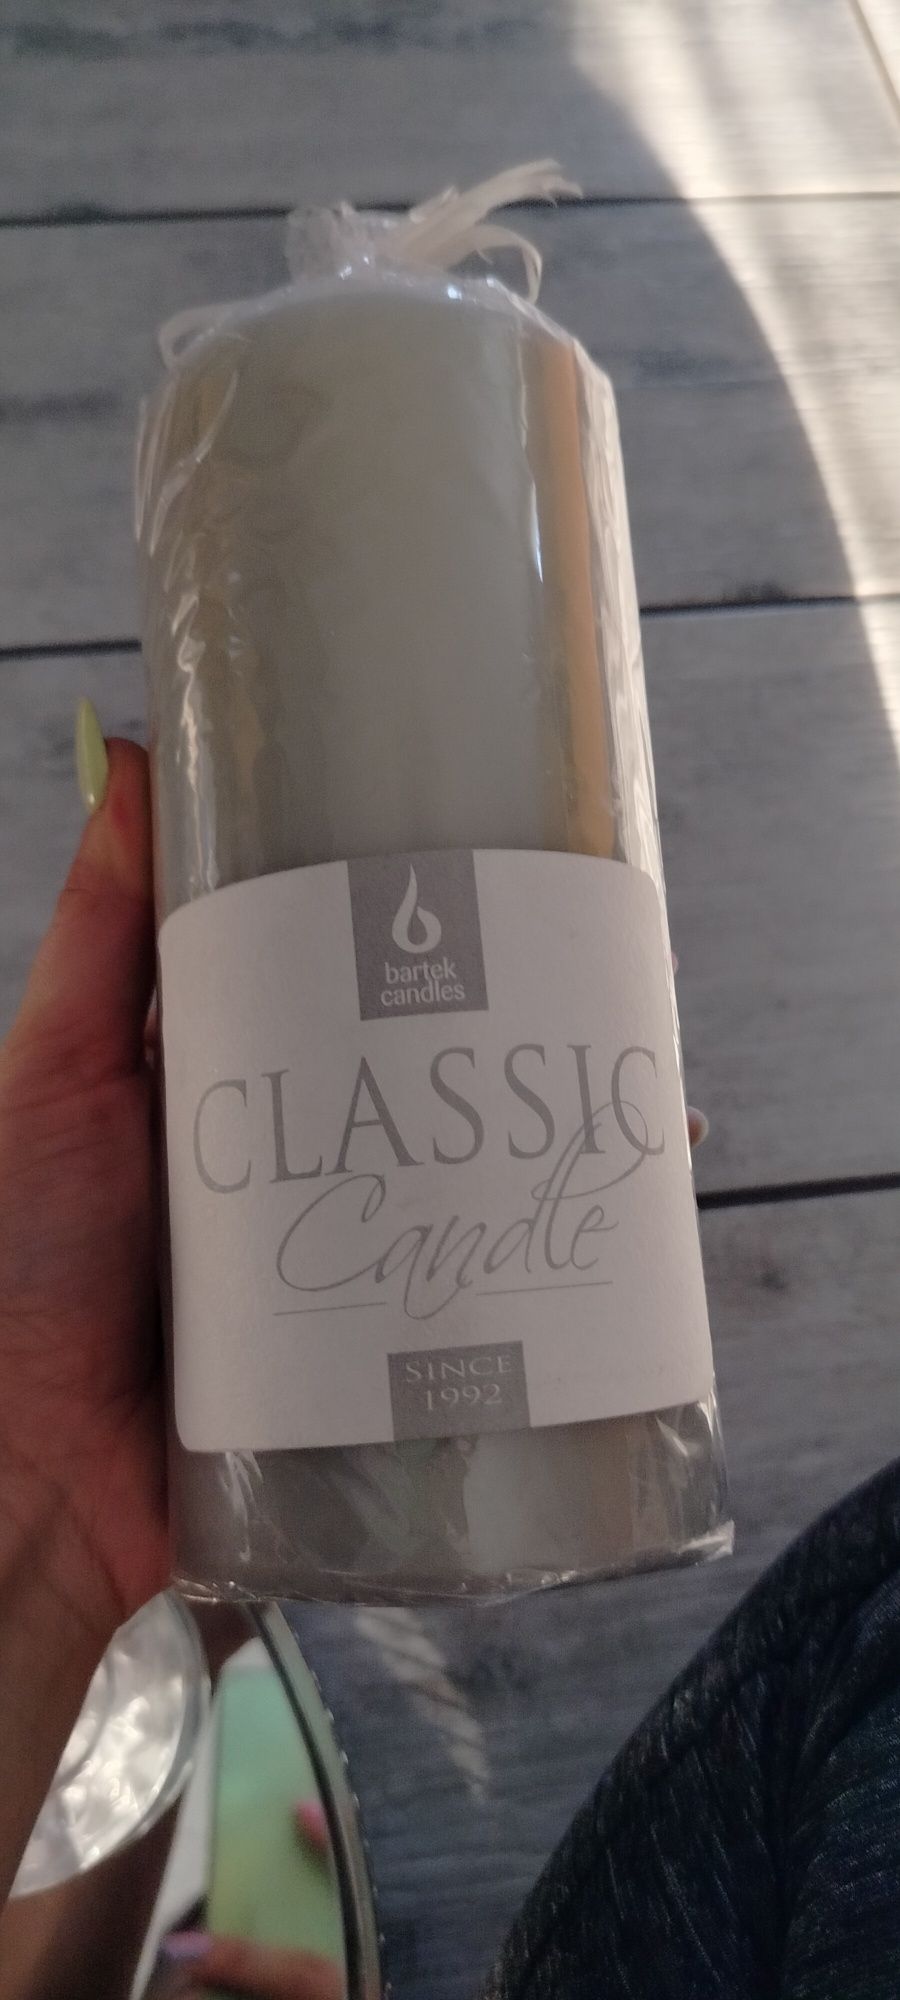 bartek
candles
CLASSIC
Candle
SINCE
1992